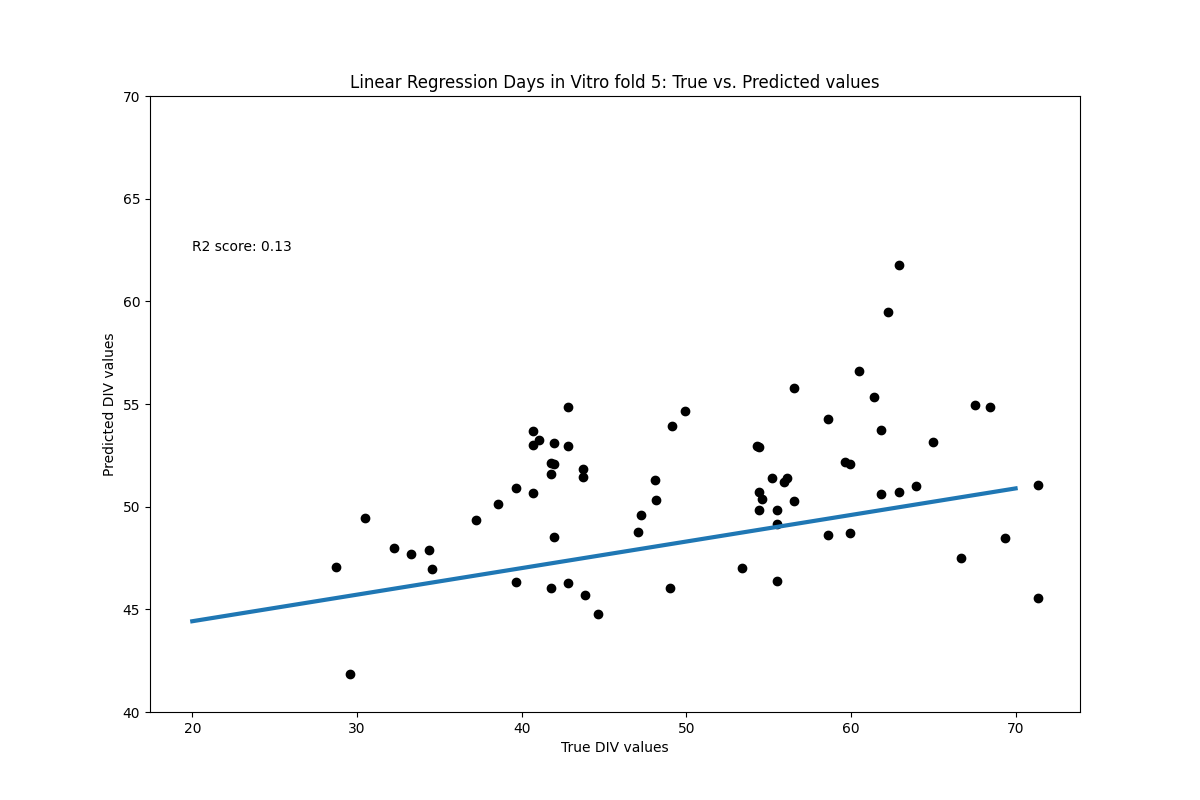 Linear Regression Days in Vitro fold 5: True vs. Predicted values
70
65
60
55
50
45
40
Predicted DIV values
R2 score: 0.13
20 30 40 50 60 70
True DIV values